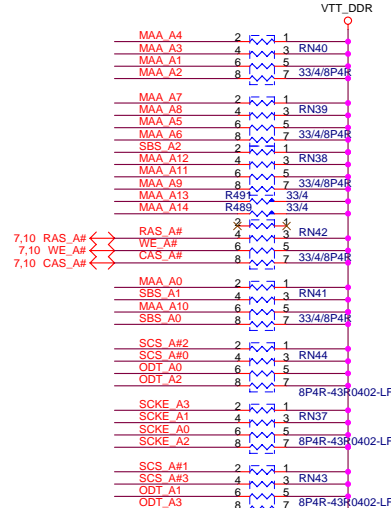 VTT_DDR
MAA_A4 2 1
MAA_A3 4 3 RN40
MAA_A1 6 5
MAA_A2 8 7 33/4/8P4R
MAA_A7 2 1
MAA_A8 4 3 RN39
MAA_A5 6 5
MAA_A6 8 7 33/4/8P4R
SBS_A2 2 1
MAA_A12 4 3 RN38
MAA_A11 6 5
MAA_A9 8 7 33/4/8P4R
MAA_A13 R491 33/4
MAA_A14 R489 33/4
2 1
7,10 RAS_A# RAS_A# 4 3 RN42
7,10 WE_A# WE_A# 6 5
7,10 CAS_A# CAS_A# 8 7 33/4/8P4R
MAA_A0 2 1
SBS_A1 4 3 RN41
MAA_A10 6 5
SBS_A0 8 7 33/4/8P4R
SCS_A#2 2 1
SCS_A#0 4 3 RN44
ODT_A0 6 5
ODT_A2 8 7
8P4R-43R0402-LF
SCKE_A3 2 1
SCKE_A1 4 3 RN37
SCKE_A0 6 5
SCKE_A2 8 7 8P4R-43R0402-LF
SCS_A#1 2 1
SCS_A#3 4 3 RN43
ODT_A1 6 5
ODT_A3 8 7 8P4R-43R0402-LF